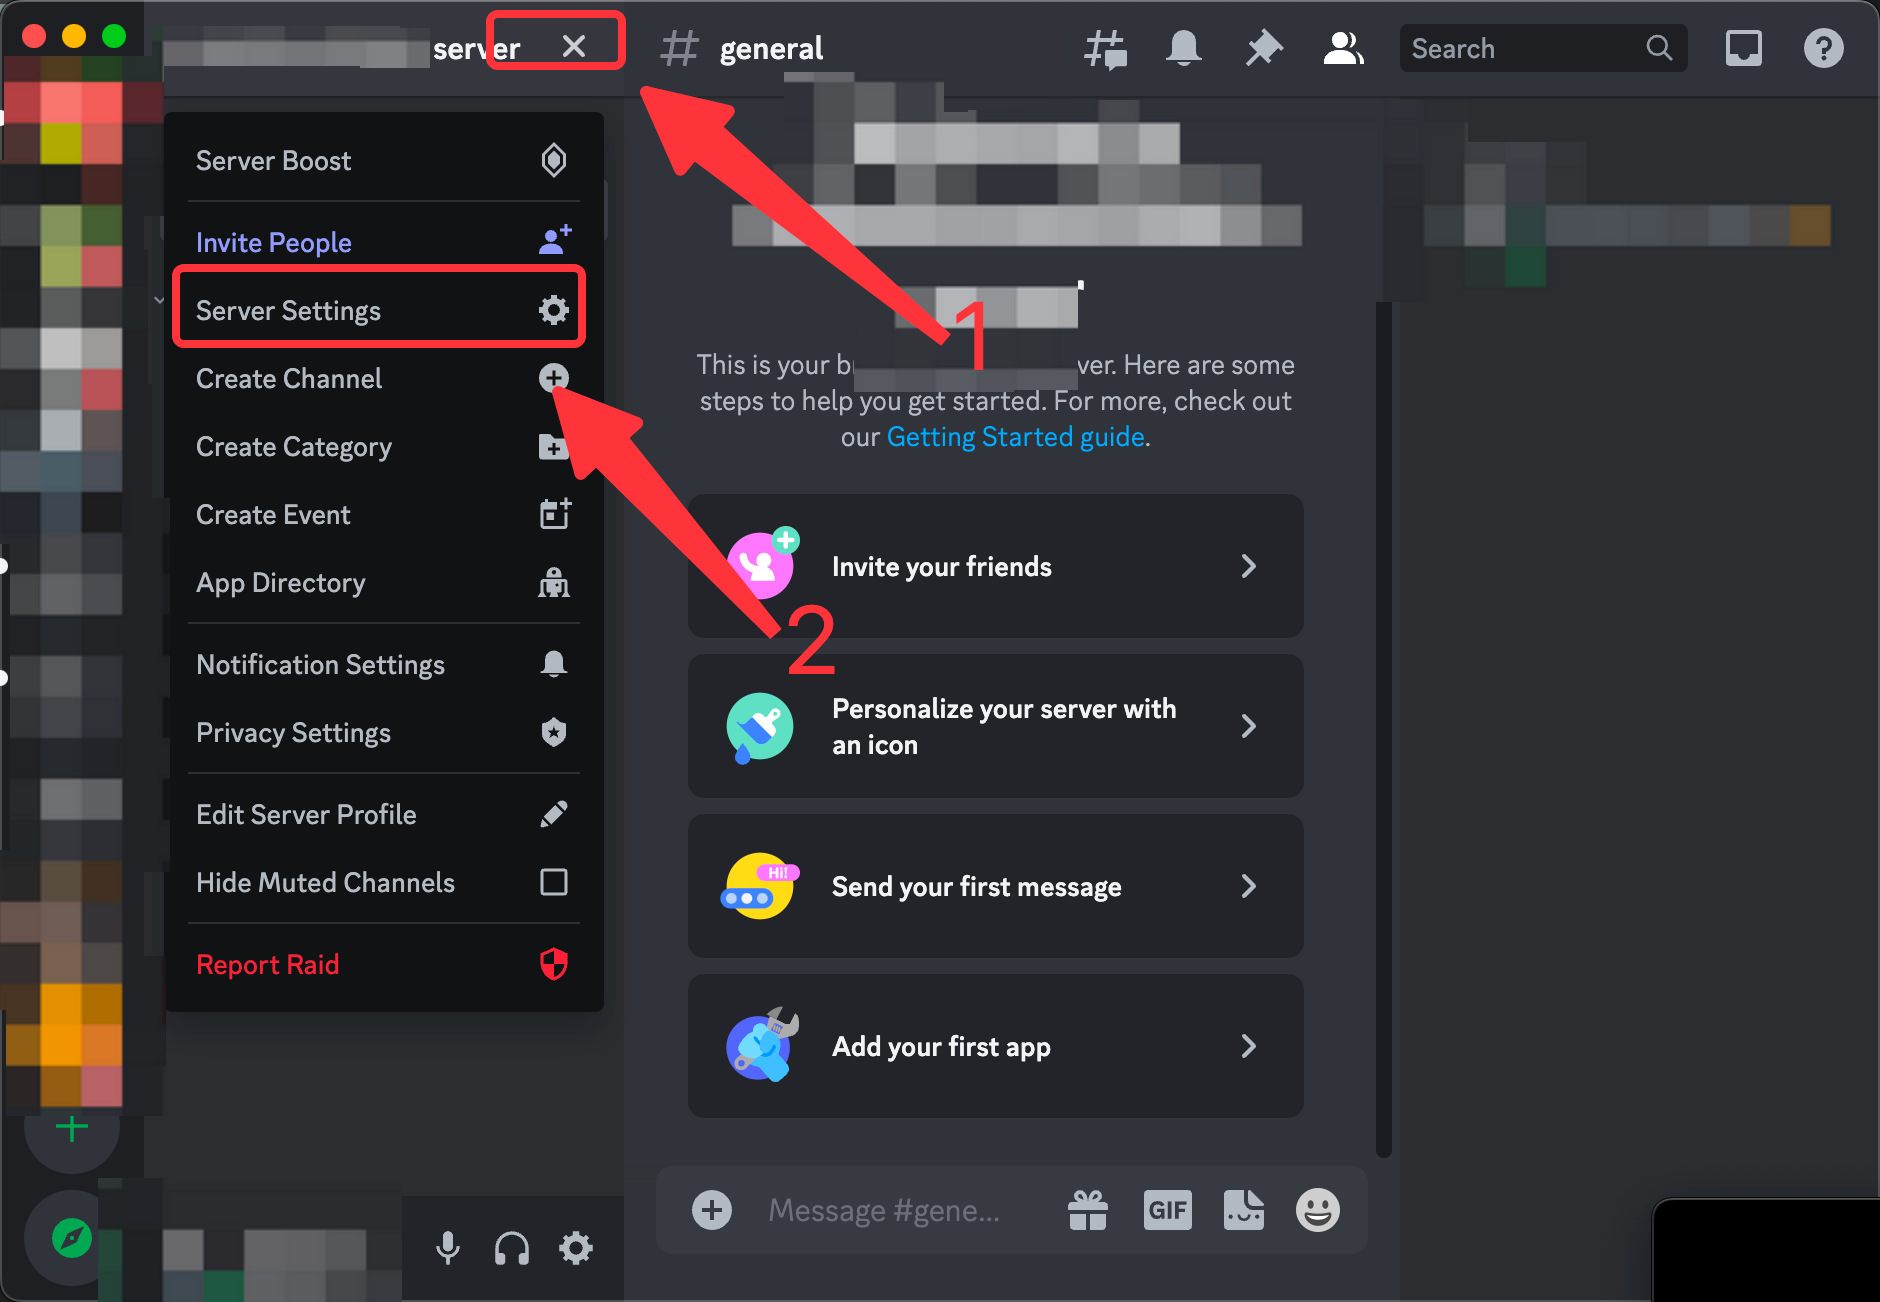 server
general
Search
Server Boost
Invite People
Server Settings
Create Channel
Create Category
Create Event
App Directory
Notification Settings
Privacy Settings
Edit Server Profile
Hide Muted Channels
Report Raid
1
2
This is your b ver. Here are some
steps to help you get started. For more, check out
our Getting Started guide.
Invite your friends
Personalize your server with
an icon
Hi!
Send your first message
Add your first app
Message #gene...
GIF